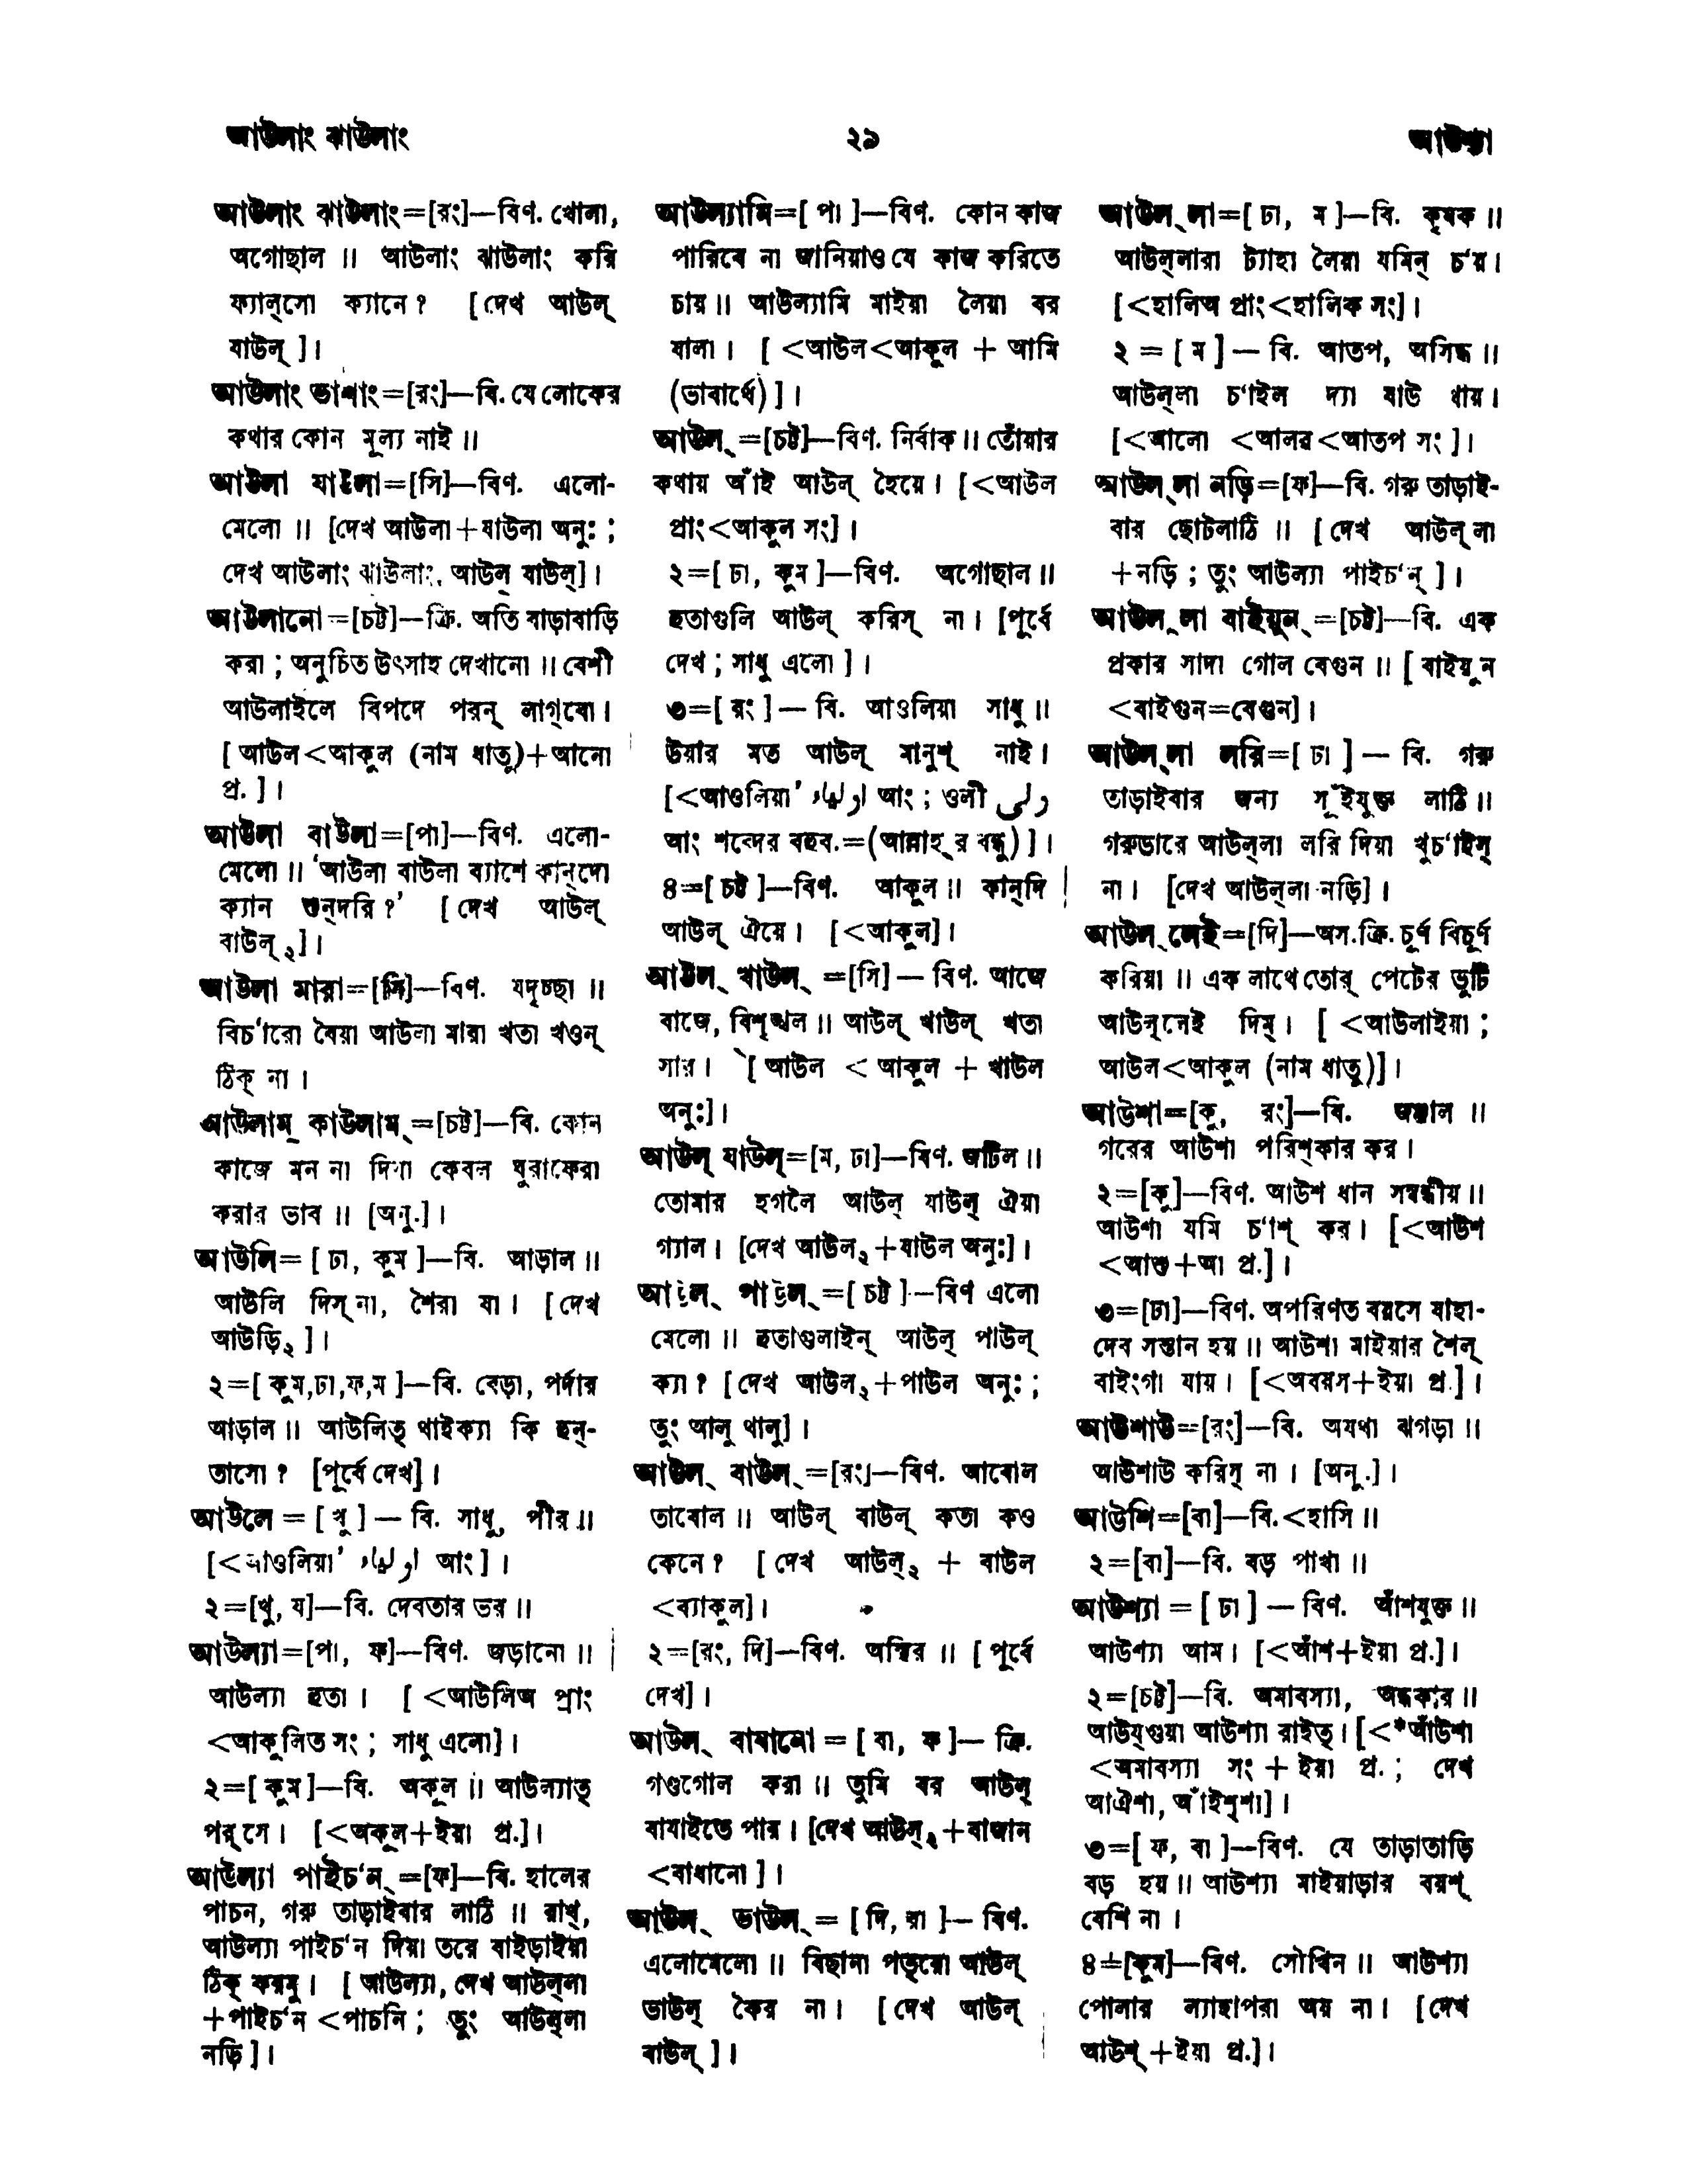 আউলাং ঝাউলাং
২৯
আউশ্যা
আউলাং ঝাউলাং=[রং]—বিণ. খোলা,
অগোছাল ॥ আউলাং ঝাউলাং করি
ফ্যাল্‌সো ক্যানে? [দেখ আউল্‌
যাউল্‌]।
আউলাং ভাশাং=[রং]—বি. যে লোকের
কথার কোন মূল্য নাই ॥
আউলা যাউলা=[সি]—বিণ. এলো-
মেলো ॥ [দেখ আউলা+যাউলা অনুঃ ;
দেখ আউলাং ঝাউলাং, আউল্‌ যাউল্‌]।
আউলানো=[চট্ট]—ক্রি. অতি বাড়াবাড়ি
করা ; অনুচিত উৎসাহ দেখানো ॥ বেশী
আউলাইলে বিপদে পরন্‌ লাগ্‌বো।
[আউল<আকুল (নাম ধাতু)+আনো
প্র.]।
আউলা বাউলা=[পা]—বিণ. এলো-
মেলো ॥ 'আউলা বাউলা ব্যাশে কান্‌দো
ক্যান শুন্‌দরি?' [দেখ আউল্‌
বাউল্‌২]।
আউলা মারা=[সি]—বিণ. যদৃচ্ছা ॥
বিচ'ারো বৈয়া আউলা মারা খতা খওন্‌
ঠিক্‌ না।
আউলাম্‌ কাউলাম্‌=[চট্ট]—বি. কোন
কাজে মন না দিয়া কেবল ঘুরাফেরা
করার ভাব ॥ [অনু.]।
আউলি=[ঢা, কুম]—বি. আড়াল ॥
আউলি দিস্‌ না, শৈরা যা। [দেখ
আউড়ি২]।
২=[কুম,ঢা,ফ,ম]—বি. বেড়া, পর্দার
আড়াল ॥ আউলিত্‌ থাইক্যা কি হুন্‌-
তাসো? [পূর্বে দেখ]।
আউলে=[খু]—বি. সাধু, পীর ॥
[<আওলিয়া' اولياء আং]।
২=[খু, য]—বি. দেবতার ভর ॥
আউল্যা=[পা, ফ]—বিণ. জড়ানো ॥
আউল্যা হুতা। [<আউলিঅ প্রাং
<আকুলিত সং ; সাধু এলো]।
২=[কুম]—বি. অকূল ॥ আউল্যাত্‌
পর্‌সে। [<অকূল+ইয়া প্র.]।
আউল্যা পাইচ'ন্‌=[ফ]—বি. হালের
পাচন, গরু তাড়াইবার লাঠি ॥ রাখ্‌,
আউল্যা পাইচ'ন দিয়া তরে বাইড়াইয়া
ঠিক্‌ করমু। [আউল্যা, দেখ আউল্‌লা
+পাইচ'ন <পাচনি ; তুং আউল্‌লা
নড়ি]।
আউল্যামি=[পা]—বিণ. কোন কাজ
পারিবে না জানিয়াও যে কাজ করিতে
চায় ॥ আউল্যামি মাইয়া লৈয়া বর
যালা। [<আউল<আকুল + আমি
(ভাবার্থে)]।
আউল্‌=[চট্ট]—বিণ. নির্বাক ॥ তোঁয়ার
কথায় আঁই আউল্‌ হৈয়ে। [<আউল
প্রাং<আকুল সং]।
২=[ঢা, কুম]—বিণ. অগোছাল ॥
হুতাগুলি আউল্‌ করিস্‌ না। [পূর্বে
দেখ ; সাধু এলো]।
৩=[রং]—বি. আওলিয়া সাধু ॥
উয়ার মত আউল্‌ মানুশ্‌ নাই।
[<আওলিয়া' اولياء আং ; ওলী ولى
আং শব্দের বহুব.=(আল্লাহ্‌র বন্ধু)]।
৪=[চট্ট]—বিণ. আকুল ॥ কান্‌দি
আউল্‌ ঐয়ে। [<আকুল]।
আউল্‌ খাউল্‌=[সি]—বিণ. আজে
বাজে, বিশৃঙ্খল ॥ আউল্‌ খাউল্‌ খতা
সার। [আউল < আকুল + খাউল
অনুঃ]।
আউল্‌ যাউল্‌=[ম, ঢা]—বিণ. জটিল ॥
তোমার হগলৈ আউল্‌ যাউল্‌ ঐয়া
গ্যাল। [দেখ আউল্‌২+যাউল অনুঃ]।
আউল্‌ পাউল্‌=[চট্ট]—বিণ এলো
মেলো ॥ হুতাগুলাইন্‌ আউল্‌ পাউল্‌
ক্যা? [দেখ আউল্‌২+পাউল অনুঃ ;
তুং আলু থালু]।
আউল্‌ বাউল্‌=[রং]—বিণ. আবোল
তাবোল ॥ আউল্‌ বাউল্‌ কতা কও
কেনে? [দেখ আউল্‌২ + বাউল
<ব্যাকুল]।
২=[রং, দি]—বিণ. অস্থির ॥ [পূর্বে
দেখ]।
আউল্‌ বাযানো=[বা, ফ]—ক্রি.
গণ্ডগোল করা ॥ তুমি বর আউল্‌
বাযাইতে পার। [দেখ আউল্‌২+বাজান
<বাধানো]।
আউল্‌ ভাউল্‌=[দি, রা]—বিণ.
এলোমেলো ॥ বিছানা পত্‌রো আউল্‌
ভাউল্‌ কৈর না। [দেখ আউল্‌
বাউল্‌]।
আউল্‌লা=[ঢা, ম]—বি. কৃষক ॥
আউল্‌লারা ট্যাহা লৈয়া যমিন্‌ চ'য়।
[<হালিঅ প্রাং<হালিক সং]।
২=[ম]—বি. আতপ, অসিদ্ধ ॥
আউল্‌লা চ'াইল দ্যা যাউ খায়।
[<আলো <আলব<আতপ সং]।
আউল্‌লা নড়ি=[ফ]—বি. গরু তাড়াই-
বার ছোটলাঠি ॥ [দেখ আউল্‌লা
+নড়ি ; তুং আউল্যা পাইচ'ন্‌]।
আউল্‌লা বাইয়ুন্‌=[চট্ট]—বি. এক
প্রকার সাদা গোল বেগুন ॥ [বাইয়ুন
<বাইগুন=বেগুন]।
আউল্‌লা লরি=[ঢা]—বি. গরু
তাড়াইবার জন্য সূঁইযুক্ত লাঠি ॥
গরুডারে আউল্‌লা লরি দিয়া খুচ'াইস্‌
না। [দেখ আউল্‌লা নড়ি]।
আউল্‌লেই=[দি]—অস.ক্রি. চূর্ণ বিচূর্ণ
করিয়া ॥ এক লাথে তোর্‌ পেটের ভুটি
আউল্‌লেই দিম্‌। [<আউলাইয়া ;
আউল<আকুল (নাম ধাতু)]।
আউশা=[কু, রং]—বি. জঞ্জাল ॥
গরের আউশা পরিশ্‌কার কর।
২=[কু]—বিণ. আউশ ধান সম্বন্ধীয় ॥
আউশা যমি চ'াশ্‌ কর। [<আউশ
<আশু+আ প্র.]।
৩=[ঢা]—বিণ. অপরিণত বয়সে যাহা-
দের সন্তান হয় ॥ আউশা মাইয়ার শৈল্‌
বাইংগা যায়। [<অবয়স+ইয়া প্র.]।
আউশাউ=[রং]—বি. অযথা ঝগড়া ॥
আউশাউ করিস্‌ না। [অনু.]।
আউশি=[বা]—বি.<হাসি ॥
২=[বা]—বি. বড় পাখা ॥
আউশ্যা=[ঢা]—বিণ. আঁশযুক্ত ॥
আউশ্যা আম। [<আঁশ+ইয়া প্র.]।
২=[চট্ট]—বি. অমাবস্যা, অন্ধকার ॥
আউয্‌গুয়া আউশ্যা রাইত্‌। [<*আঁউশা
<অমাবস্যা সং + ইয়া প্র. ; দেখ
আঐশা, আঁইশ্‌শা]।
৩=[ফ, বা]—বিণ. যে তাড়াতাড়ি
বড় হয় ॥ আউশ্যা মাইয়াড়ার বয়শ্‌
বেশি না।
৪=[কুম]—বিণ. সৌখিন ॥ আউশ্যা
পোলার ল্যাহাপরা অয় না। [দেখ
আউশ্‌+ইয়া প্র.]।